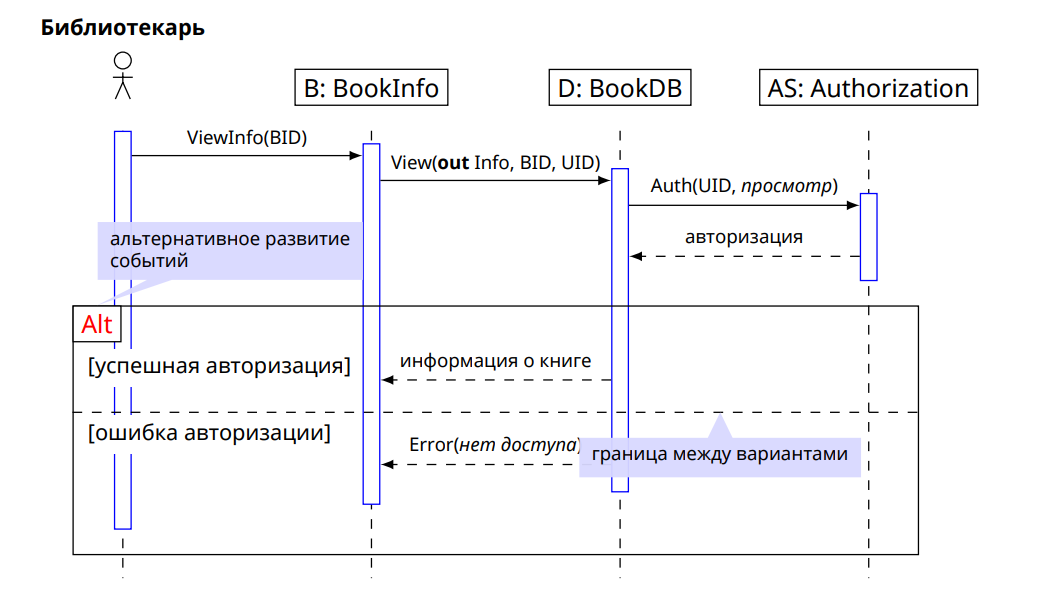 Библиотекарь
B: BookInfo
D: BookDB
AS: Authorization
ViewInfo(BID)
View(out Info, BID, UID)
Auth(UID, просмотр)
авторизация
альтернативное развитие
событий
Alt
[успешная авторизация]
информация о книге
[ошибка авторизации]
Error(нет доступа)
граница между вариантами